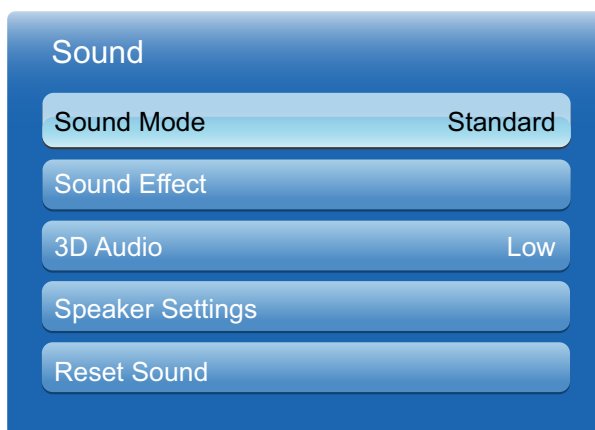 Sound
Sound Mode Standard
Sound Effect
3D Audio Low
Speaker Settings
Reset Sound